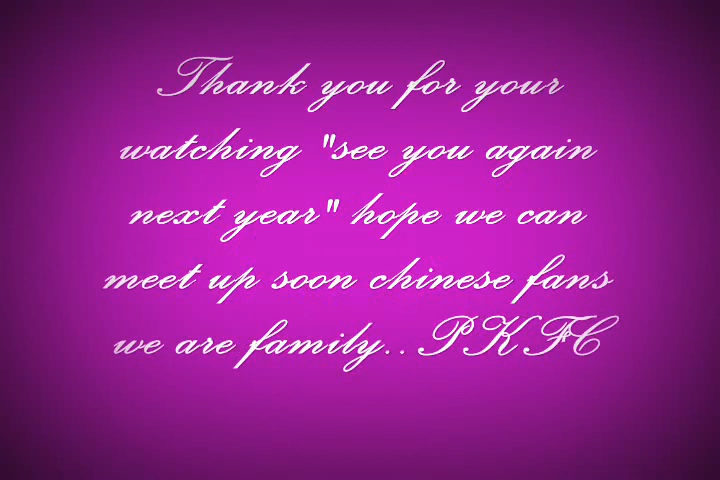 Thank you for your
watching "see you again
next year" hope we can
meet up soon chinese fans
we are family.. PKFC